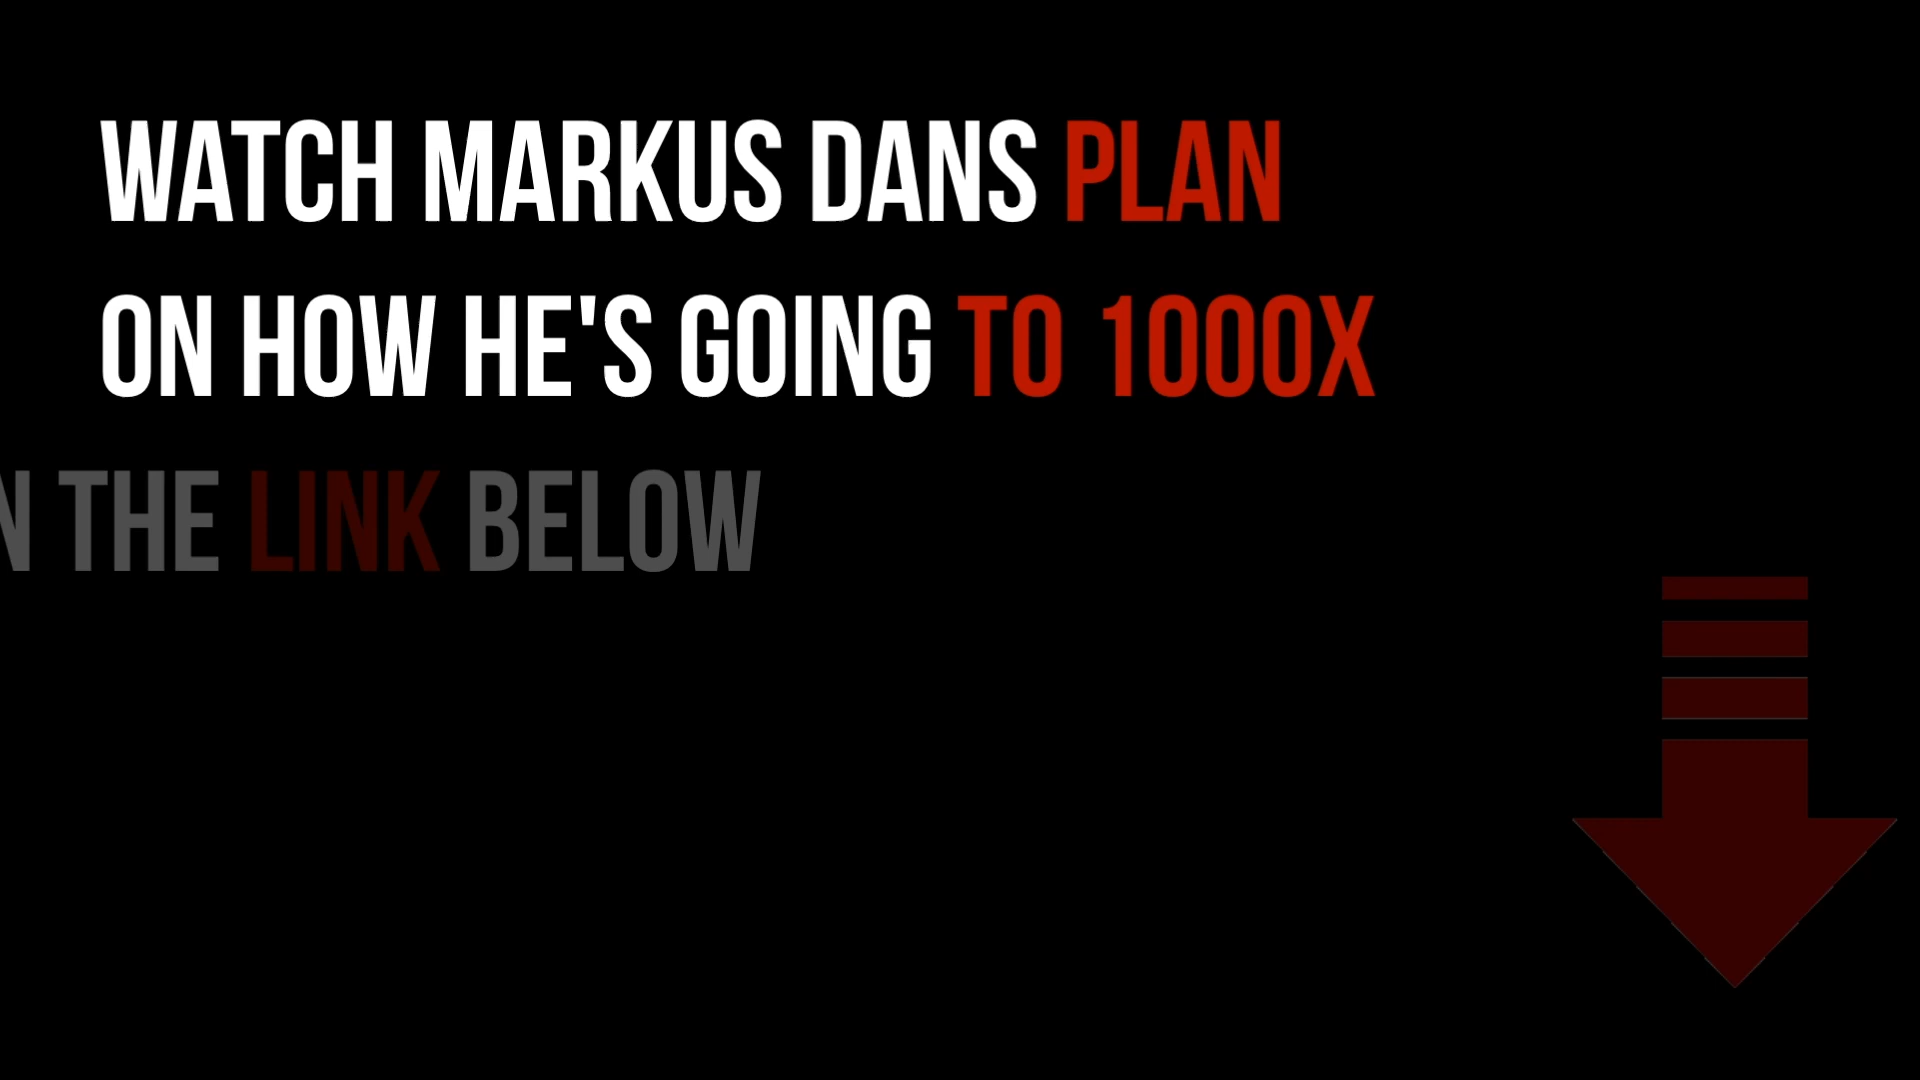 WATCH MARKUS DANS PLAN
ON HOW HE'S GOING TO 1000X
THE LINK BELOW